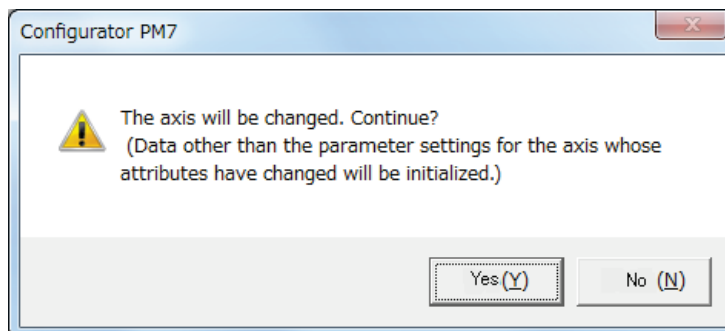 Configurator PM7
The axis will be changed. Continue?
(Data other than the parameter settings for the axis whose
attributes have changed will be initialized.)
Yes(Y) No (N)